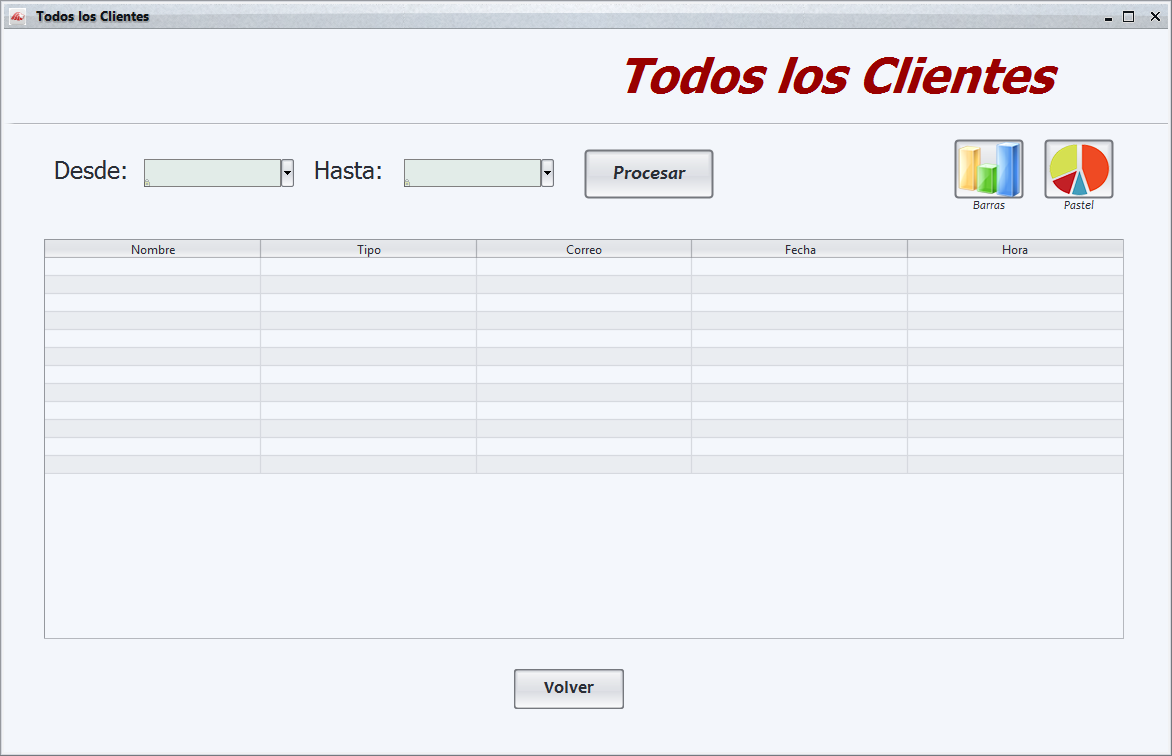 Todos los Clientes
Todos los Clientes
Desde: Hasta: Procesar
Barras Pastel
Nombre Tipo Correo Fecha Hora
Volver